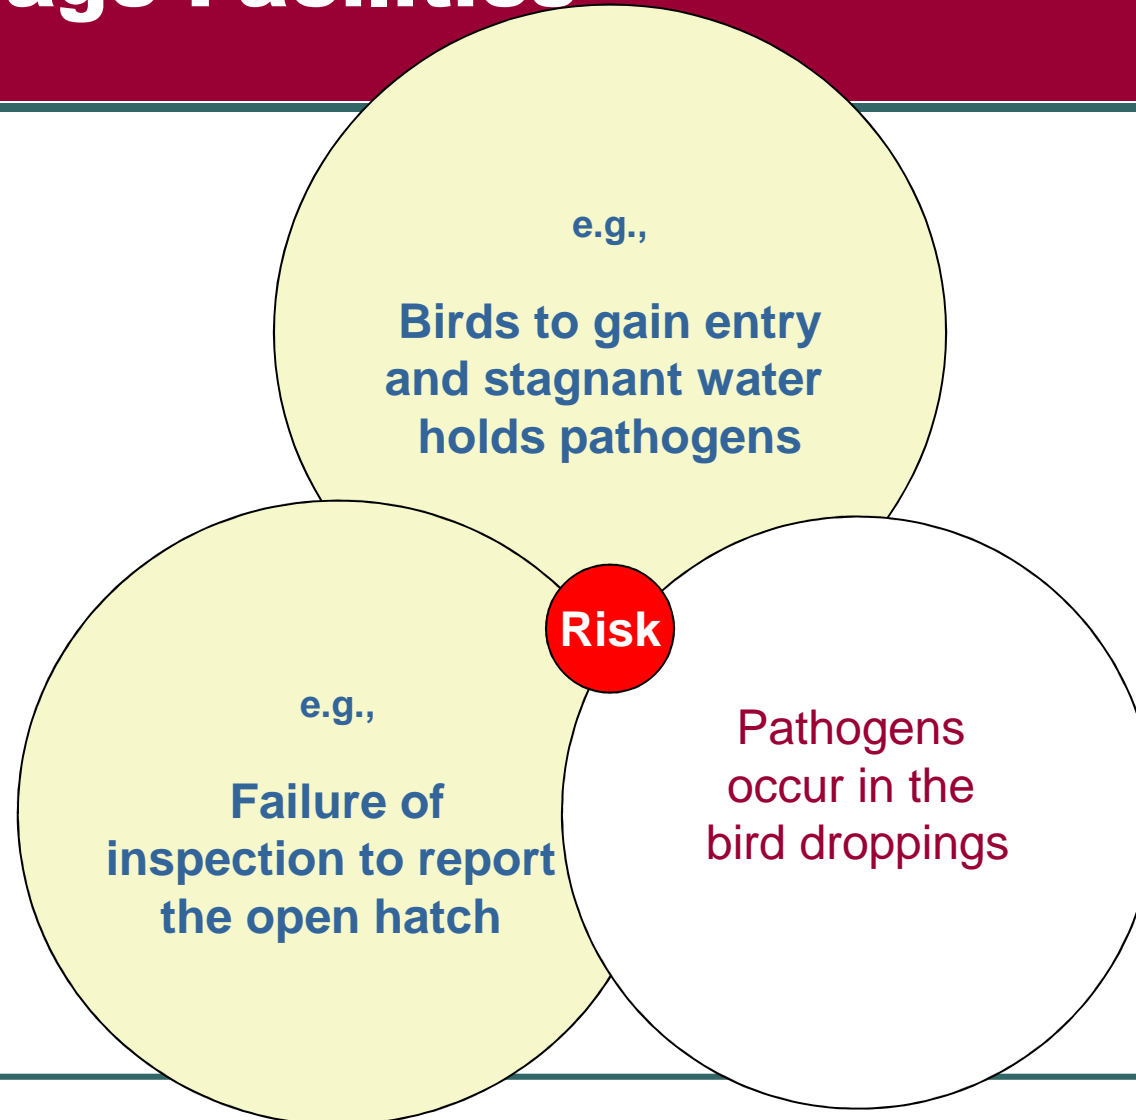 Facilities
e.g.,
Birds to gain entry
and stagnant water
holds pathogens
Risk
e.g.,
Failure of
inspection to report
the open hatch
Pathogens
occur in the
bird droppings